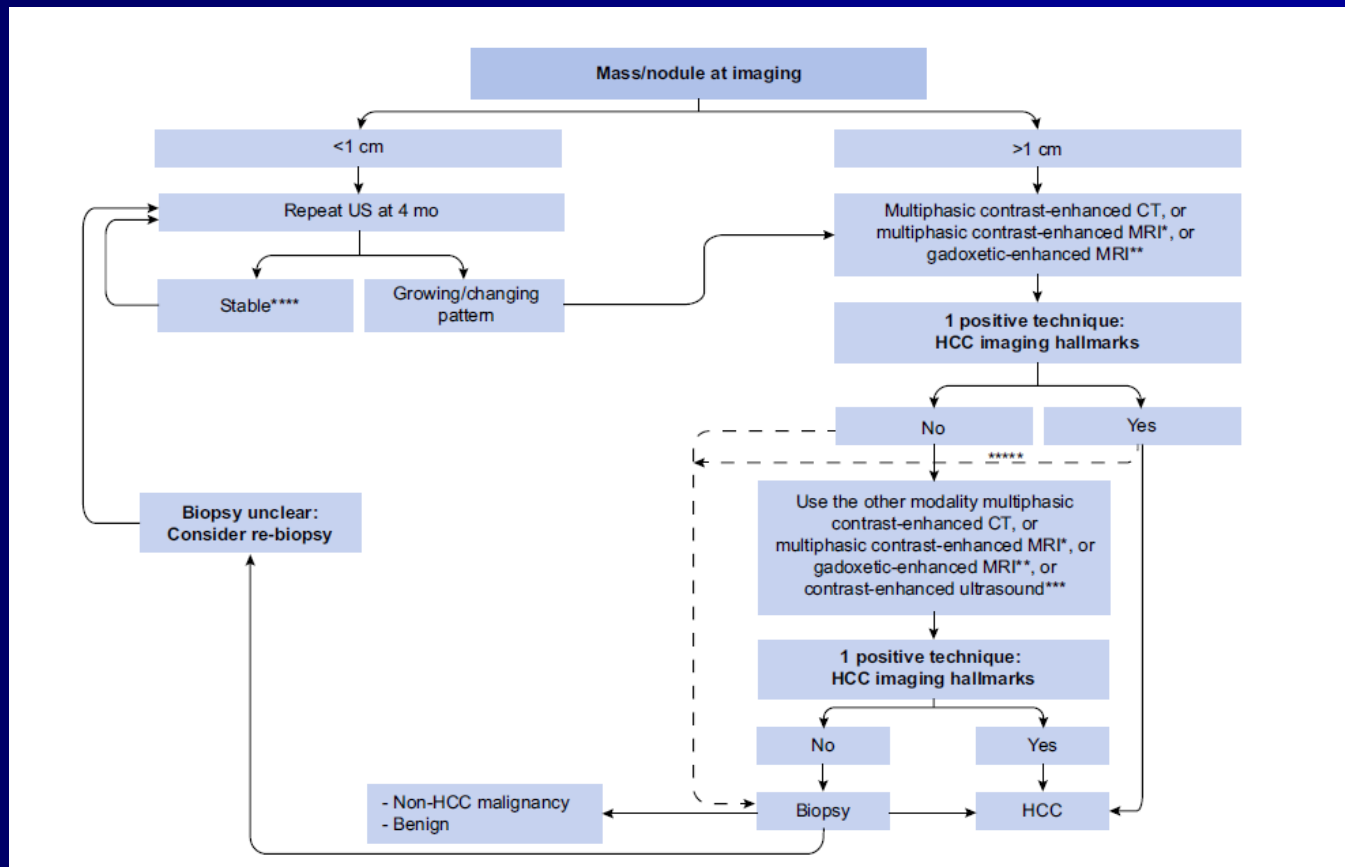 Mass/nodule at imaging
<1 cm
>1 cm
Repeat US at 4 mo
Multiphasic contrast-enhanced CT, or
multiphasic contrast-enhanced MRI*, or
gadoxetic-enhanced MRI**
Stable****
Growing/changing
pattern
1 positive technique:
HCC imaging hallmarks
No
Yes
*****
Use the other modality multiphasic
contrast-enhanced CT, or
multiphasic contrast-enhanced MRI*, or
gadoxetic-enhanced MRI**, or
contrast-enhanced ultrasound***
Biopsy unclear:
Consider re-biopsy
1 positive technique:
HCC imaging hallmarks
No
Yes
- Non-HCC malignancy
- Benign
Biopsy
HCC